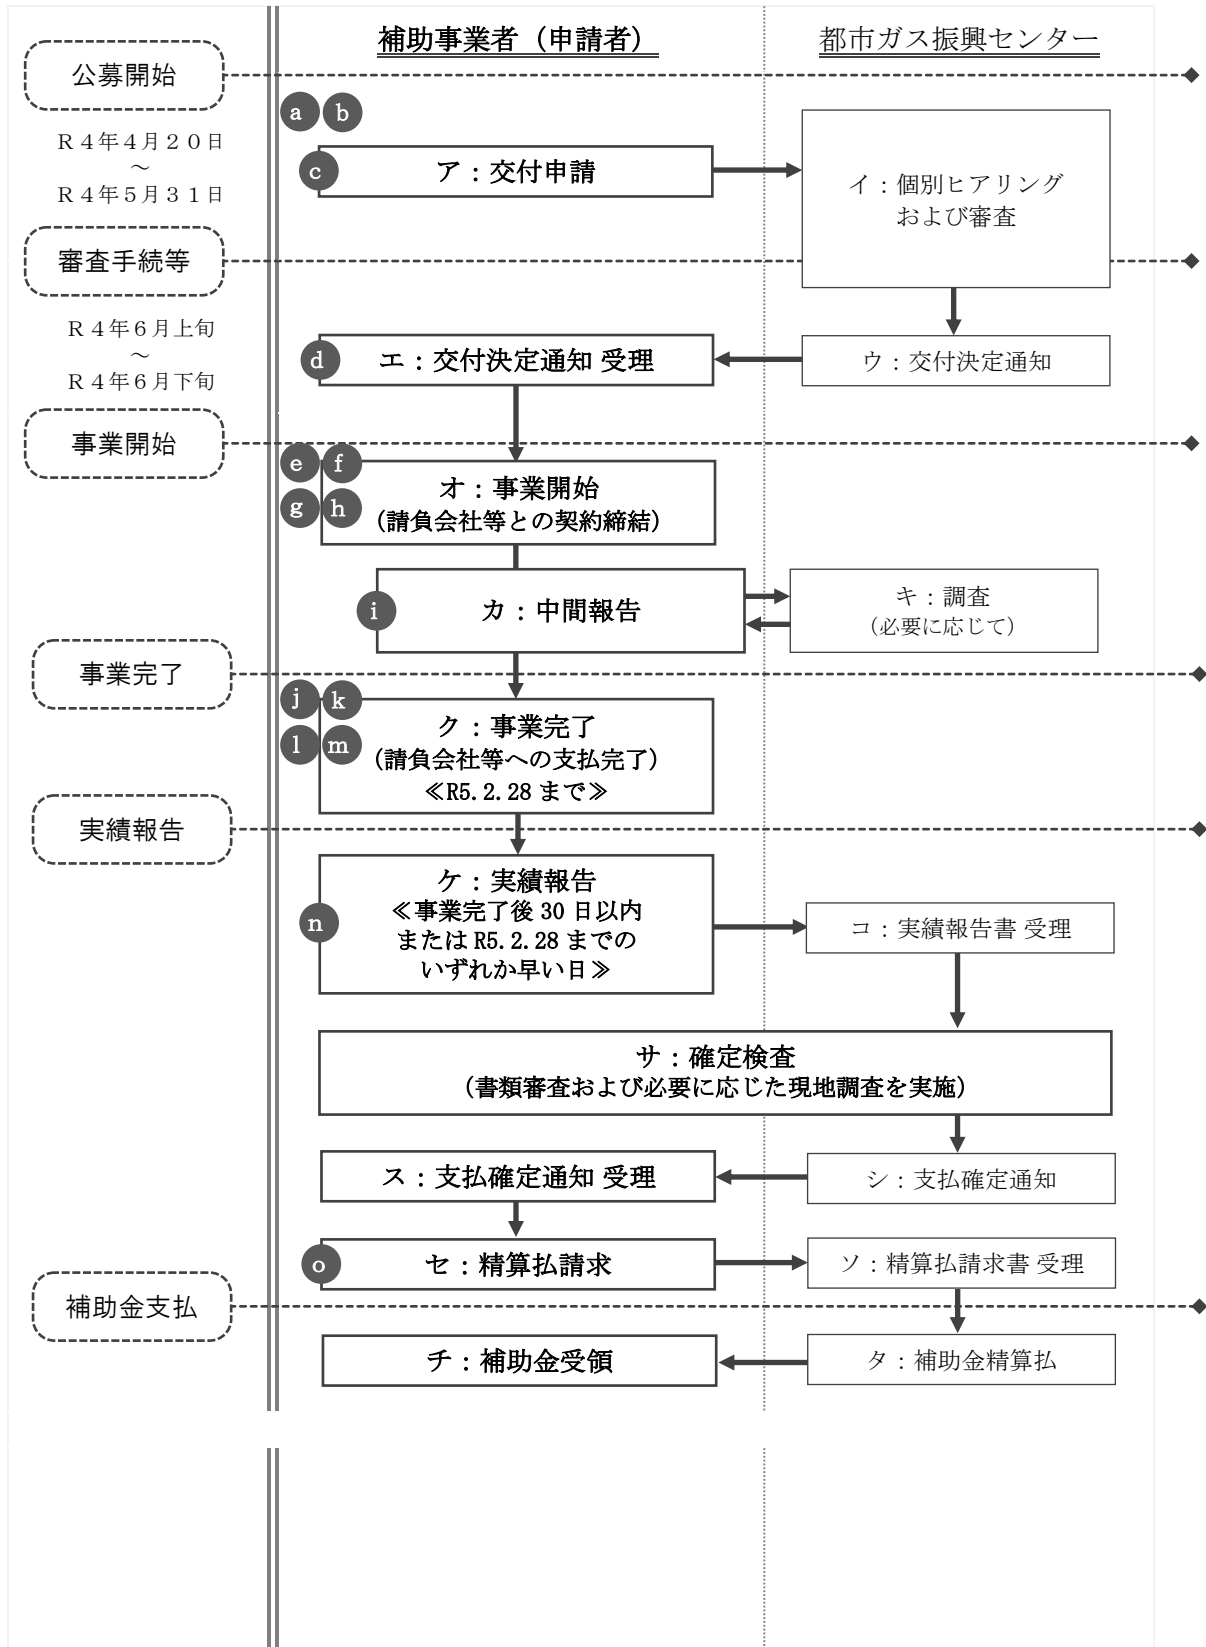 補助事業者（申請者）
都市ガス振興センター
公募開始
a
b
Ｒ４年４月２０日
～
Ｒ４年５月３１日
c
ア：交付申請
イ：個別ヒアリング
および審査
審査手続等
Ｒ４年６月上旬
～
Ｒ４年６月下旬
d
エ：交付決定通知 受理
ウ：交付決定通知
事業開始
e
f
g
h
オ：事業開始
（請負会社等との契約締結）
i
カ：中間報告
キ：調査
（必要に応じて）
事業完了
j
k
l
m
ク：事業完了
（請負会社等への支払完了）
≪R5.2.28 まで≫
実績報告
n
ケ：実績報告
≪事業完了後 30 日以内
または R5.2.28 までの
いずれか早い日≫
コ：実績報告書 受理
サ：確定検査
（書類審査および必要に応じた現地調査を実施）
ス：支払確定通知 受理
シ：支払確定通知
o
セ：精算払請求
ソ：精算払請求書 受理
補助金支払
チ：補助金受領
タ：補助金精算払